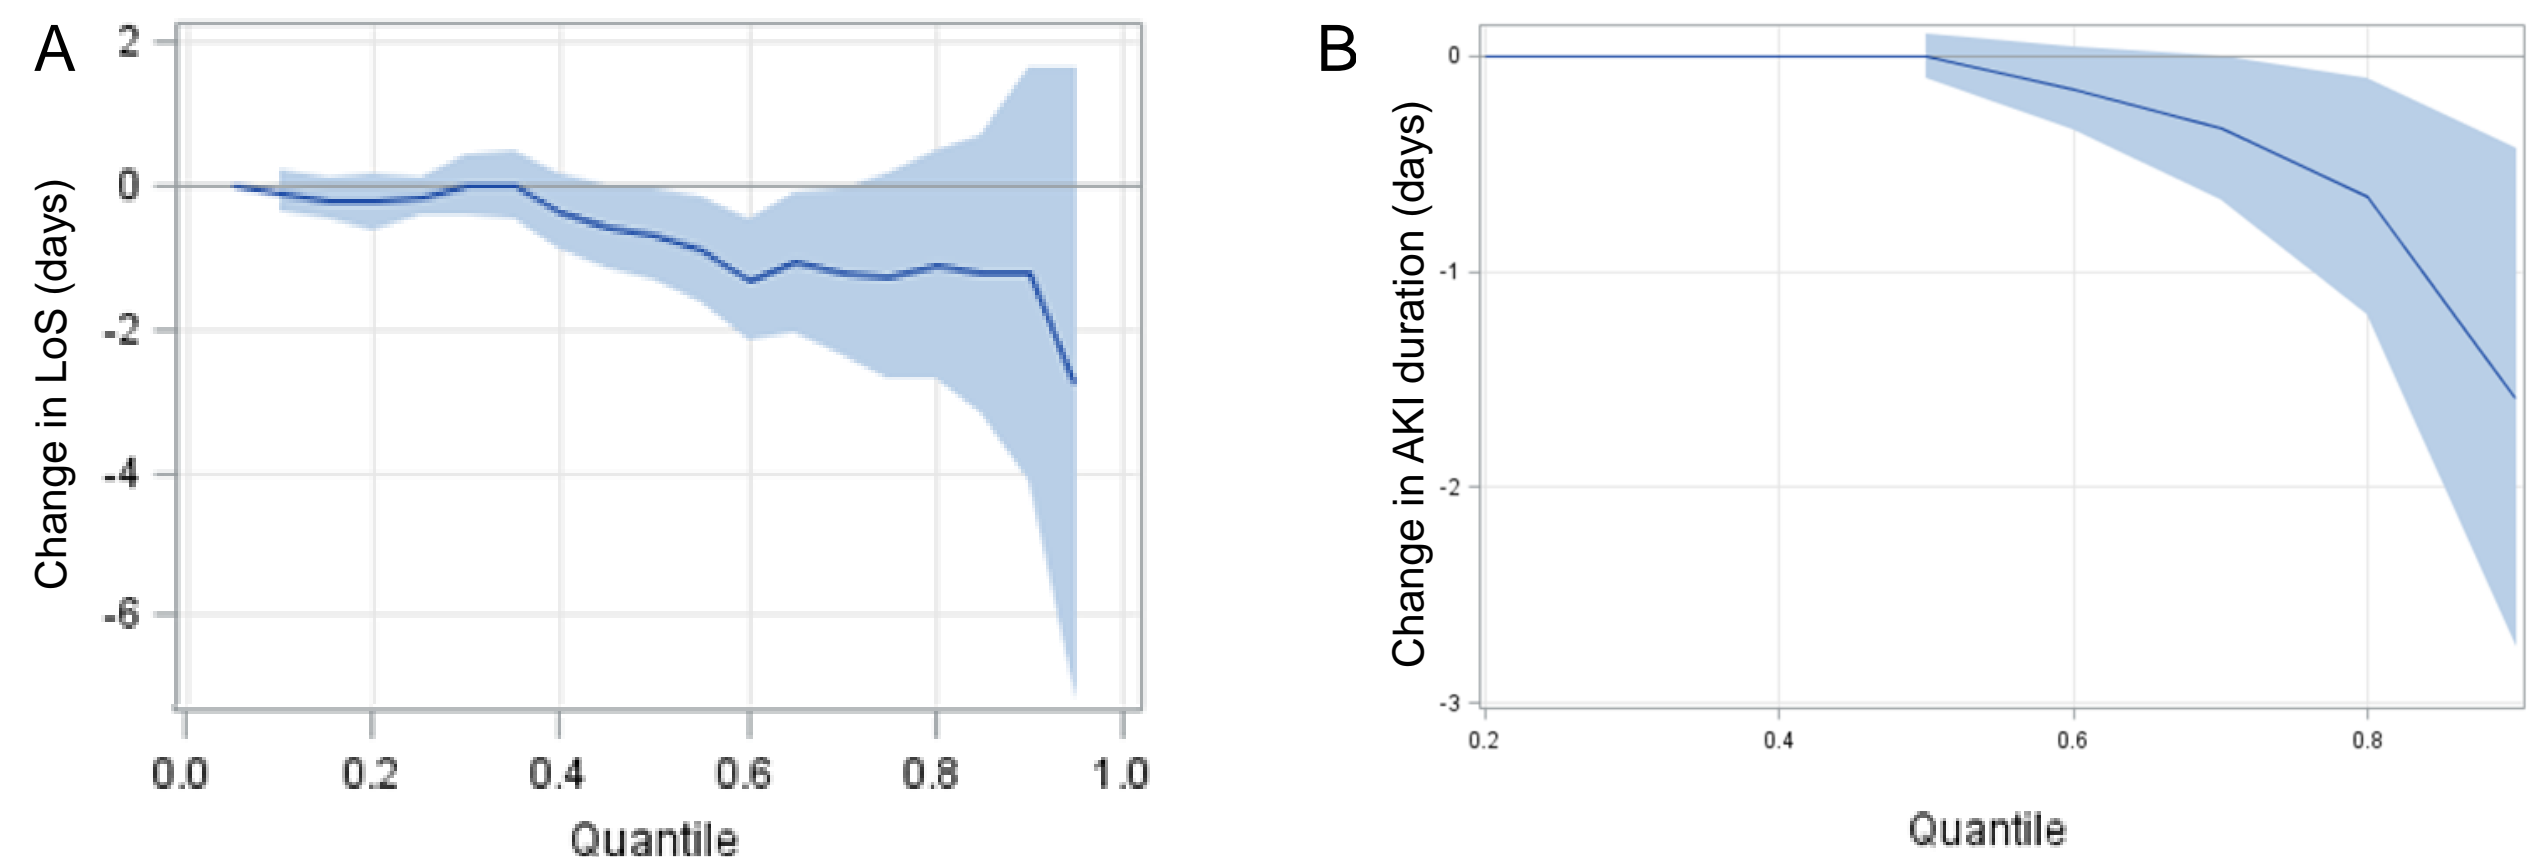 A
Change in LoS (days)
2
0
-2
-4
-6
0.0 0.2 0.4 0.6 0.8 1.0
Quantile
B
Change in AKI duration (days)
0
-1
-2
-3
0.2 0.4 0.6 0.8
Quantile